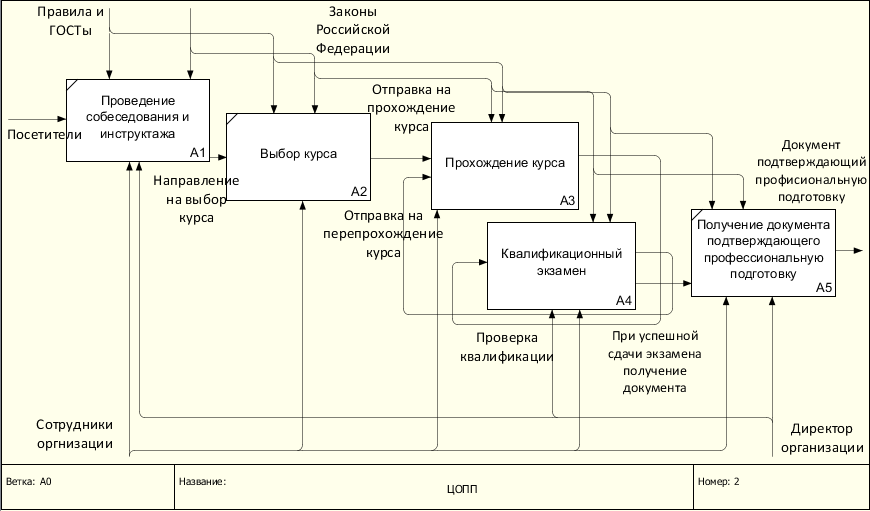 Правила и
ГОСТы
Законы
Российской
Федерации
Проведение
собеседования и
инструктажа
A1
Посетители
Выбор курса
A2
Направление
на выбор
курса
Отправка на
прохождение
курса
Прохождение курса
A3
Отправка на
перепрохождение
курса
Квалификационный
экзамен
A4
Проверка
квалификации
При успешной
сдачи экзамена
получение
документа
Документ
подтверждающий
професиональную
подготовку
Получение документа
подтверждающего
профессиональную
подготовку
A5
Сотрудники
оргнизации
Директор
организации
Ветка: A0
Название:
ЦОПП
Номер: 2